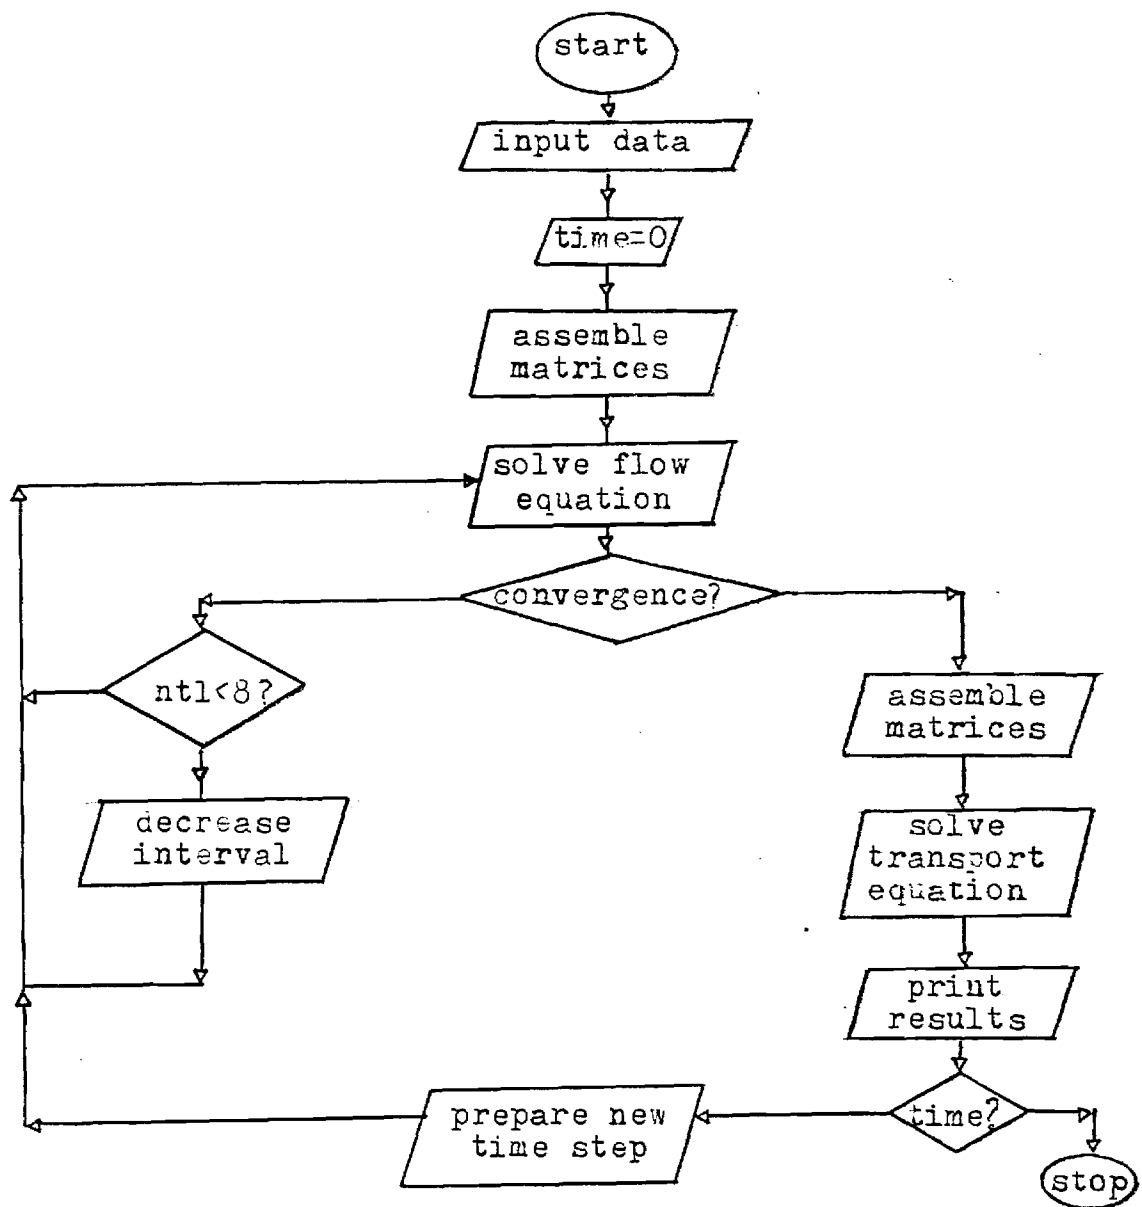 start
input data
time=0
assemble
matrices
solve flow
equation
convergence?
ntl<8?
decrease
interval
assemble
matrices
solve
transport
equation
print
results
time?
prepare new
time step
stop